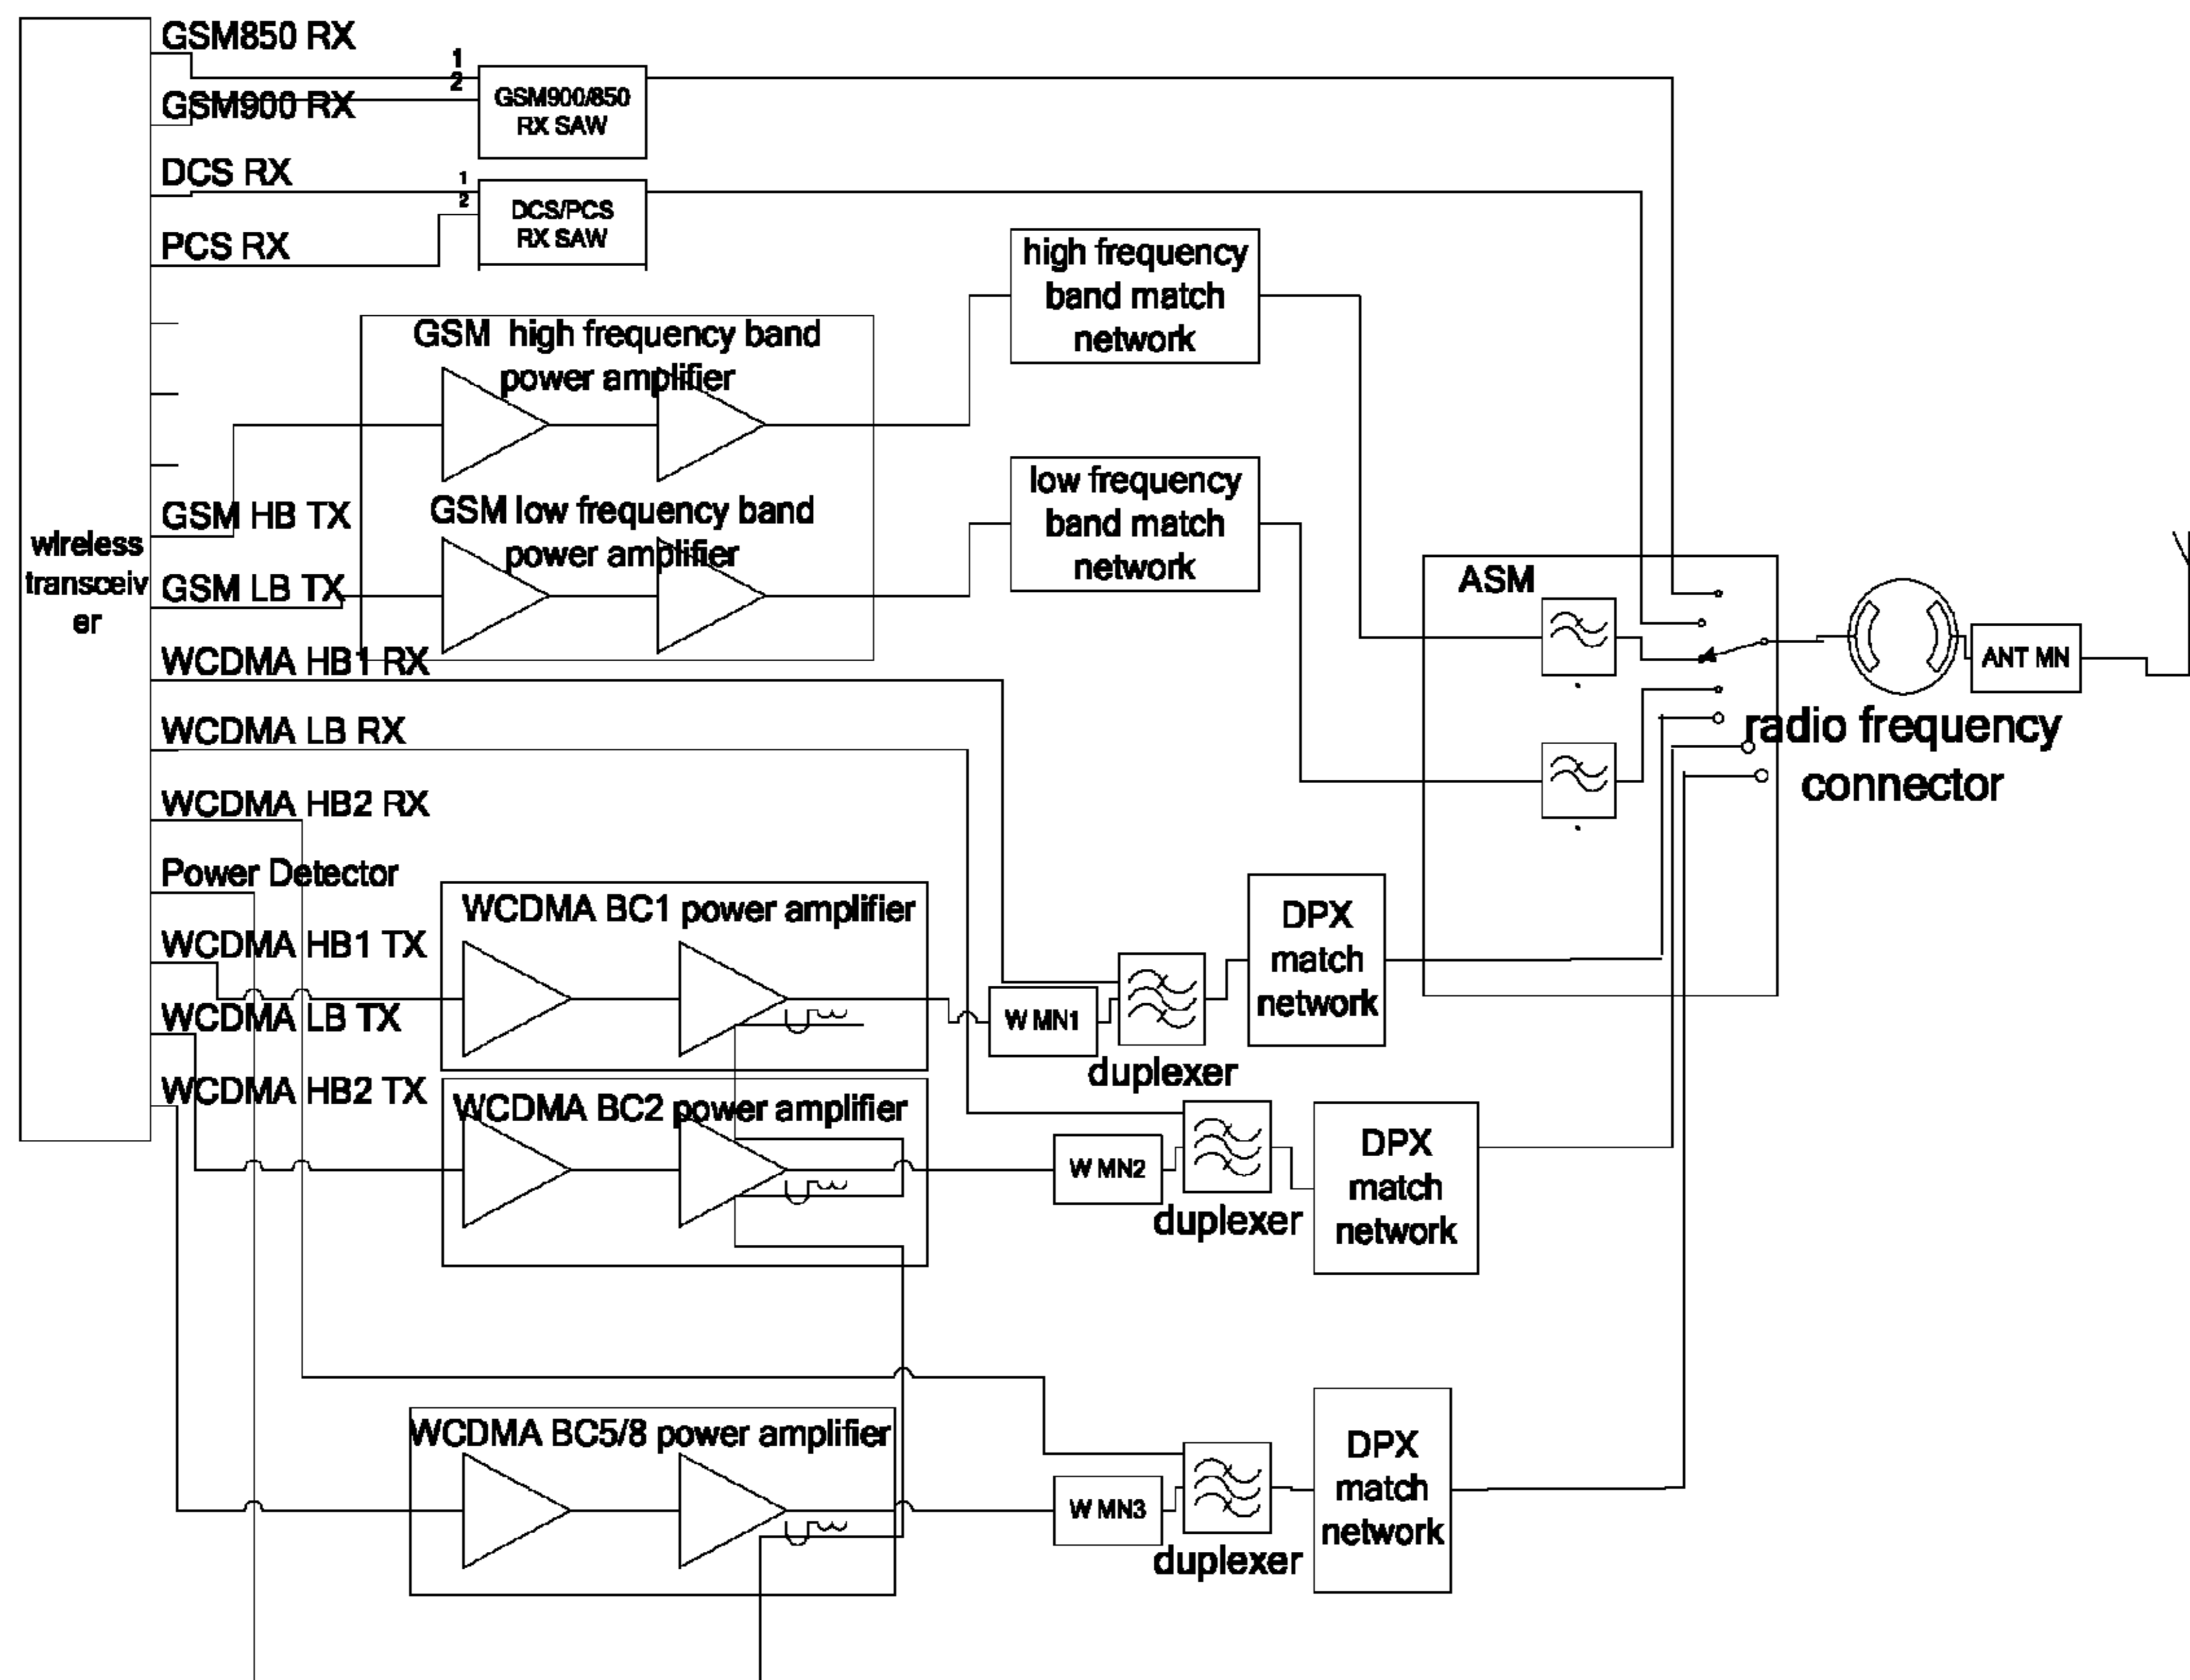 GSM850 RX
1
2
GSM900 RX
GSM900/850
RX SAW
DCS RX
1
2
DCS/PCS
RX SAW
PCS RX
high frequency
band match
network
GSM high frequency band
power amplifier
low frequency
band match
network
GSM HB TX
GSM low frequency band
power amplifier
wireless
transceiv
er
GSM LB TX
ASM
WCDMA HB1 RX
ANT MN
WCDMA LB RX
radio frequency
connector
WCDMA HB2 RX
Power Detector
WCDMA BC1 power amplifier
DPX
match
network
WCDMA HB1 TX
WCDMA LB TX
W MN1
duplexer
WCDMA HB2 TX
WCDMA BC2 power amplifier
DPX
match
network
W MN2
duplexer
WCDMA BC5/8 power amplifier
DPX
match
network
W MN3
duplexer